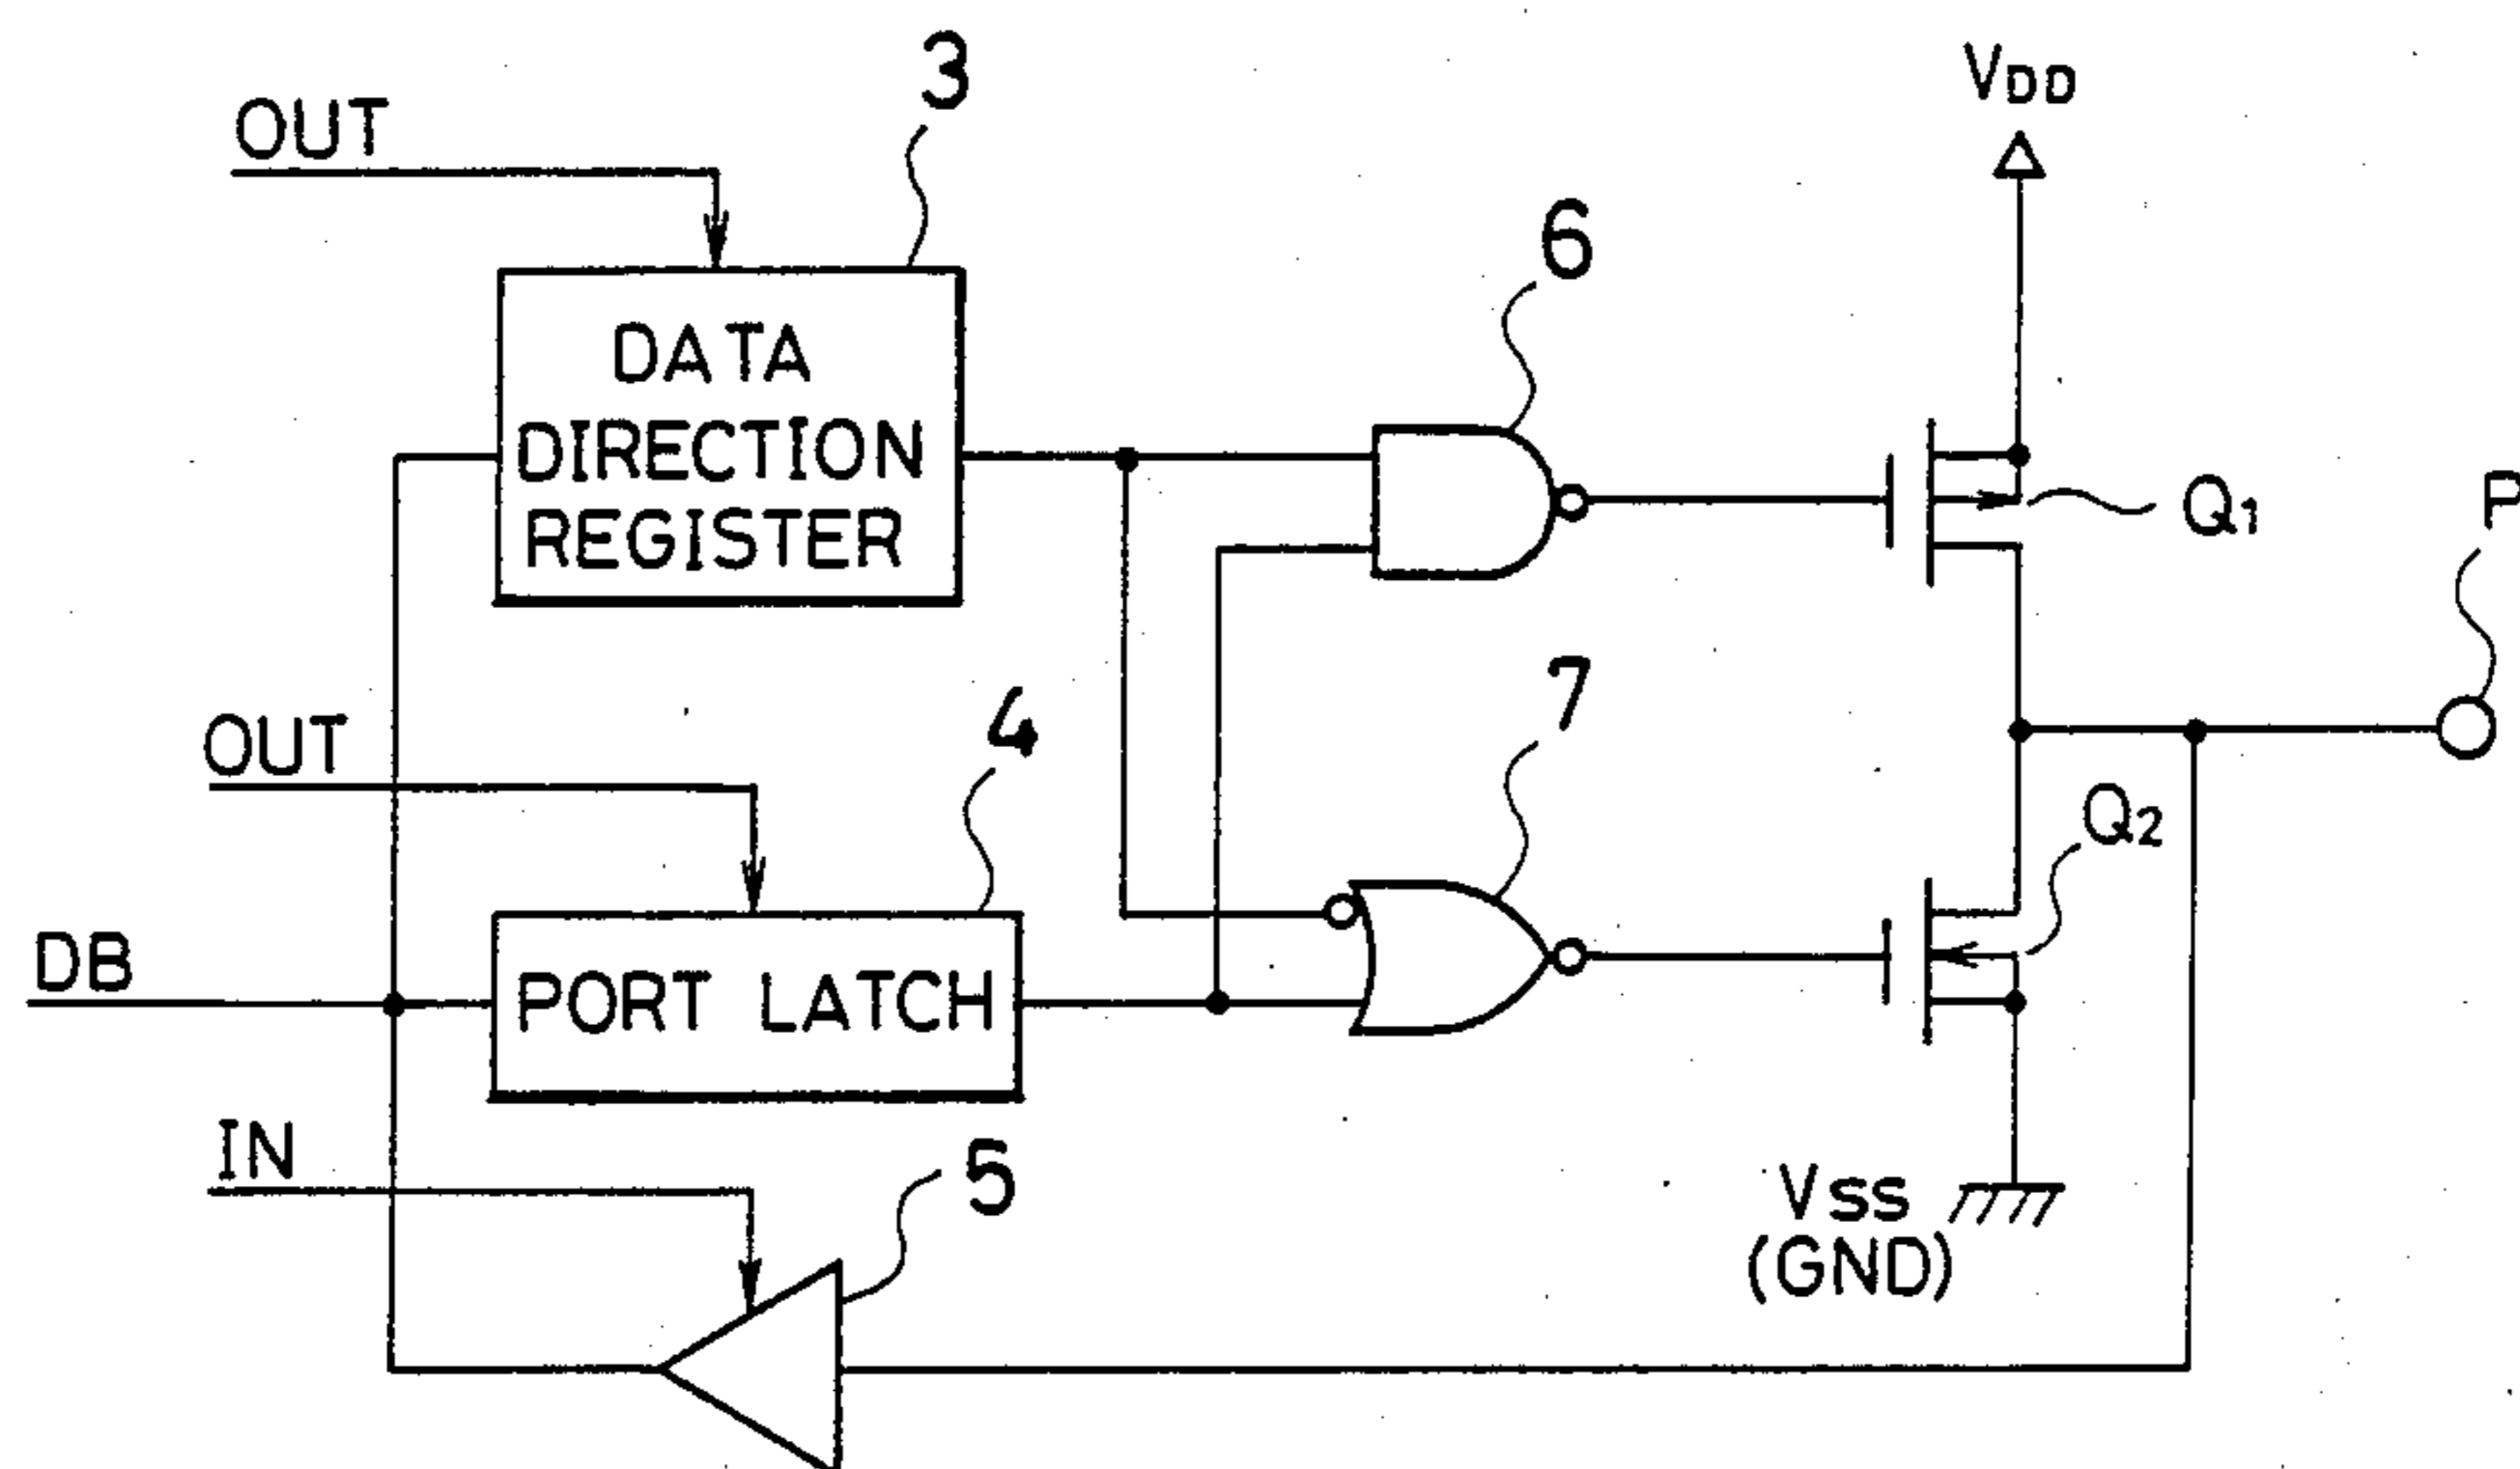 OUT
3
VDD
DATA
DIRECTION
REGISTER
6
Q1
P
OUT
4
7
Q2
DB
PORT LATCH
IN
5
VSS
(GND)